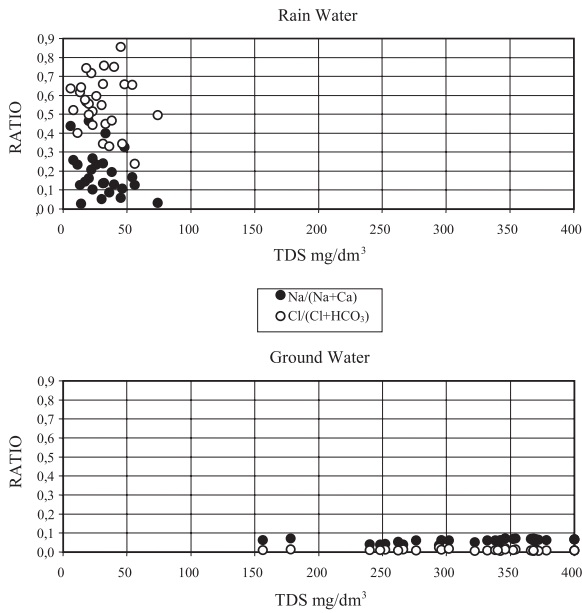 Rain Water
0,9
0,8
0,7
0,6
0,5
0,4
0,3
0,2
0,1
,0 0
RATIO
0 50 100 150 200 250 300 350 400
TDS mg/dm³
Na/(Na+Ca)
Cl/(Cl+HCO₃)
Ground Water
0,9
0,8
0,7
0,6
0,5
0,4
0,3
0,2
0,1
0,0
RATIO
0 50 100 150 200 250 300 350 400
TDS mg/dm³